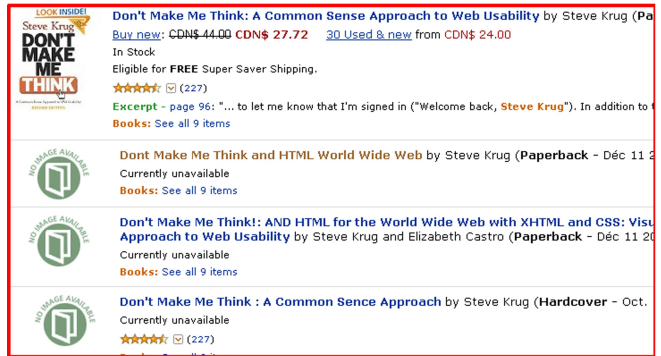 LOOK INSIDE!
Steve Krug
DON'T
MAKE
ME
THINK
Don't Make Me Think: A Common Sense Approach to Web Usability by Steve Krug (Pa
Buy new: CDN$ 44.00 CDN$ 27.72 30 Used & new from CDN$ 24.00
In Stock
Eligible for FREE Super Saver Shipping.
(227)
Excerpt - page 96: "... to let me know that I'm signed in ("Welcome back, Steve Krug"). In addition to
Books: See all 9 items
NO IMAGE AVAILABLE
Dont Make Me Think and HTML World Wide Web by Steve Krug (Paperback - Déc 11 2
Currently unavailable
Books: See all 9 items
NO IMAGE AVAILABLE
Don't Make Me Think!: AND HTML for the World Wide Web with XHTML and CSS: Visu
Approach to Web Usability by Steve Krug and Elizabeth Castro (Paperback - Déc 11 20
Currently unavailable
Books: See all 9 items
NO IMAGE AVAILABLE
Don't Make Me Think : A Common Sence Approach by Steve Krug (Hardcover - Oct.
Currently unavailable
(227)